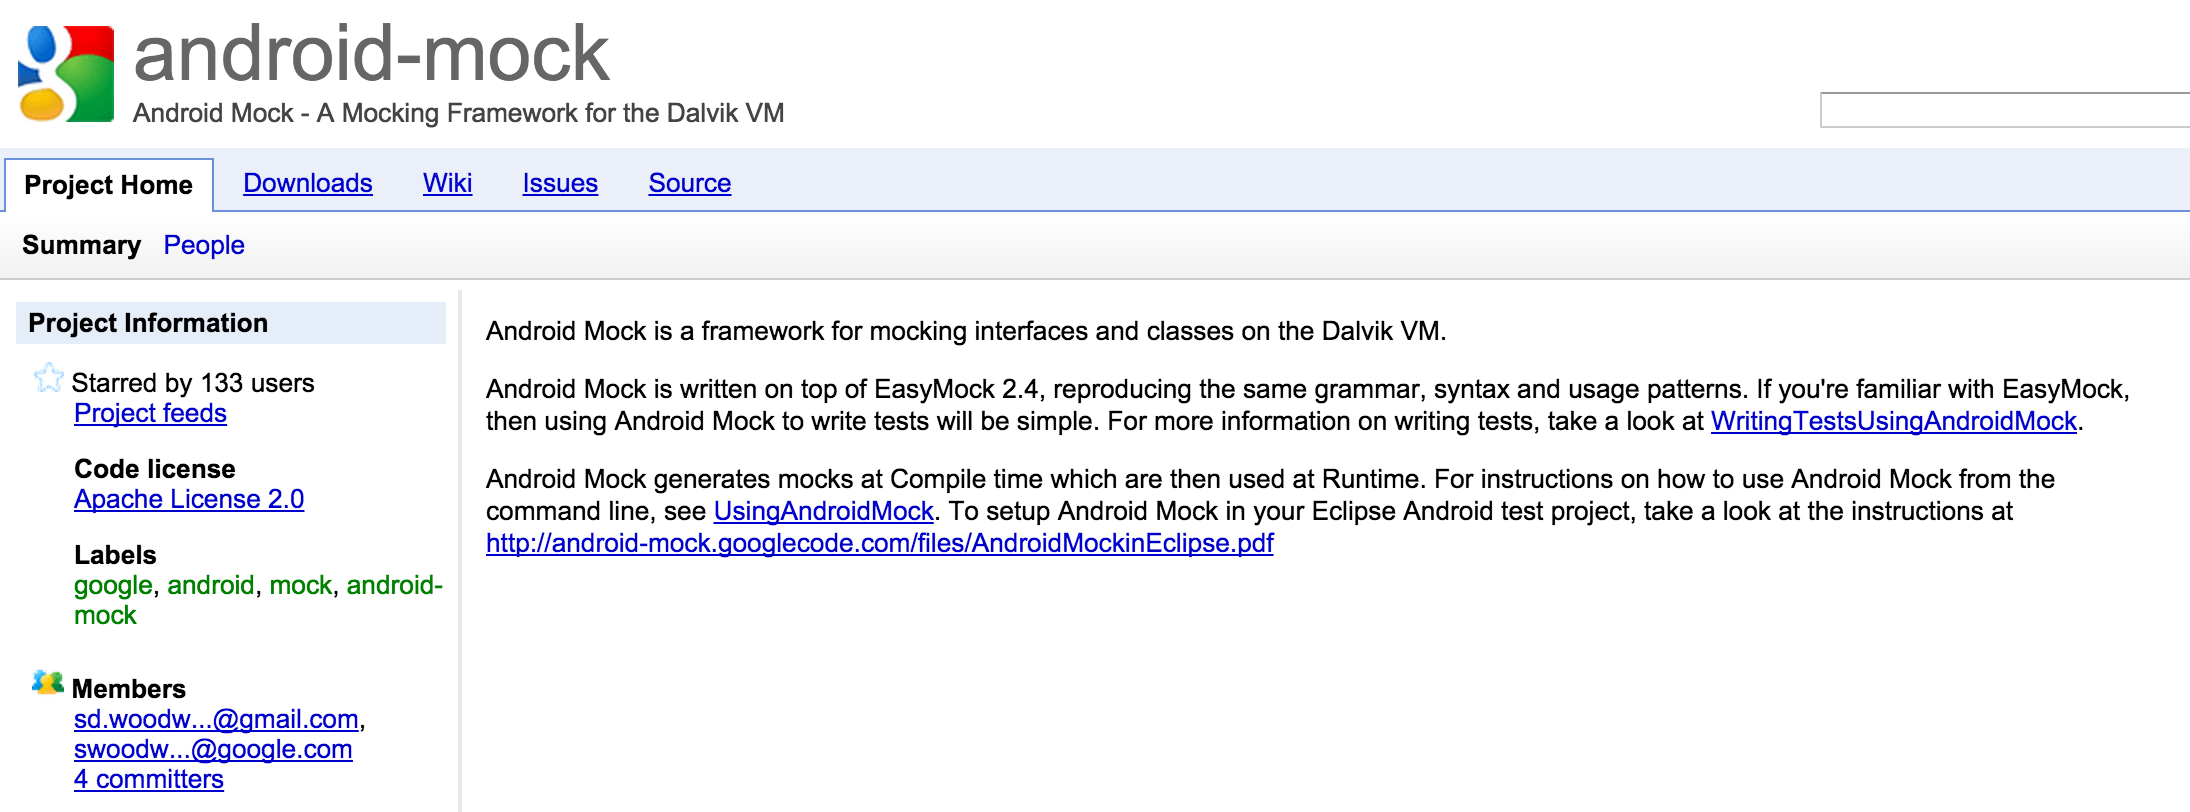 android-mock
Android Mock - A Mocking Framework for the Dalvik VM
Project Home Downloads Wiki Issues Source
Summary People
Project Information
Starred by 133 users
Project feeds
Code license
Apache License 2.0
Labels
google, android, mock, android-
mock
Members
sd.woodw...@gmail.com,
swoodw...@google.com
4 committers
Android Mock is a framework for mocking interfaces and classes on the Dalvik VM.
Android Mock is written on top of EasyMock 2.4, reproducing the same grammar, syntax and usage patterns. If you're familiar with EasyMock,
then using Android Mock to write tests will be simple. For more information on writing tests, take a look at WritingTestsUsingAndroidMock.
Android Mock generates mocks at Compile time which are then used at Runtime. For instructions on how to use Android Mock from the
command line, see UsingAndroidMock. To setup Android Mock in your Eclipse Android test project, take a look at the instructions at
http://android-mock.googlecode.com/files/AndroidMockinEclipse.pdf